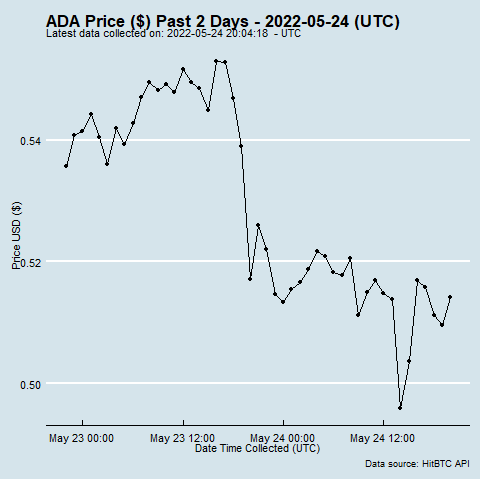 ADA Price ($) Past 2 Days - 2022-05-24 (UTC)
Latest data collected on: 2022-05-24 20:04:18 - UTC
0.54
0.52
0.50
Price USD ($)
May 23 00:00
May 23 12:00
May 24 00:00
May 24 12:00
Date Time Collected (UTC)
Data source: HitBTC API